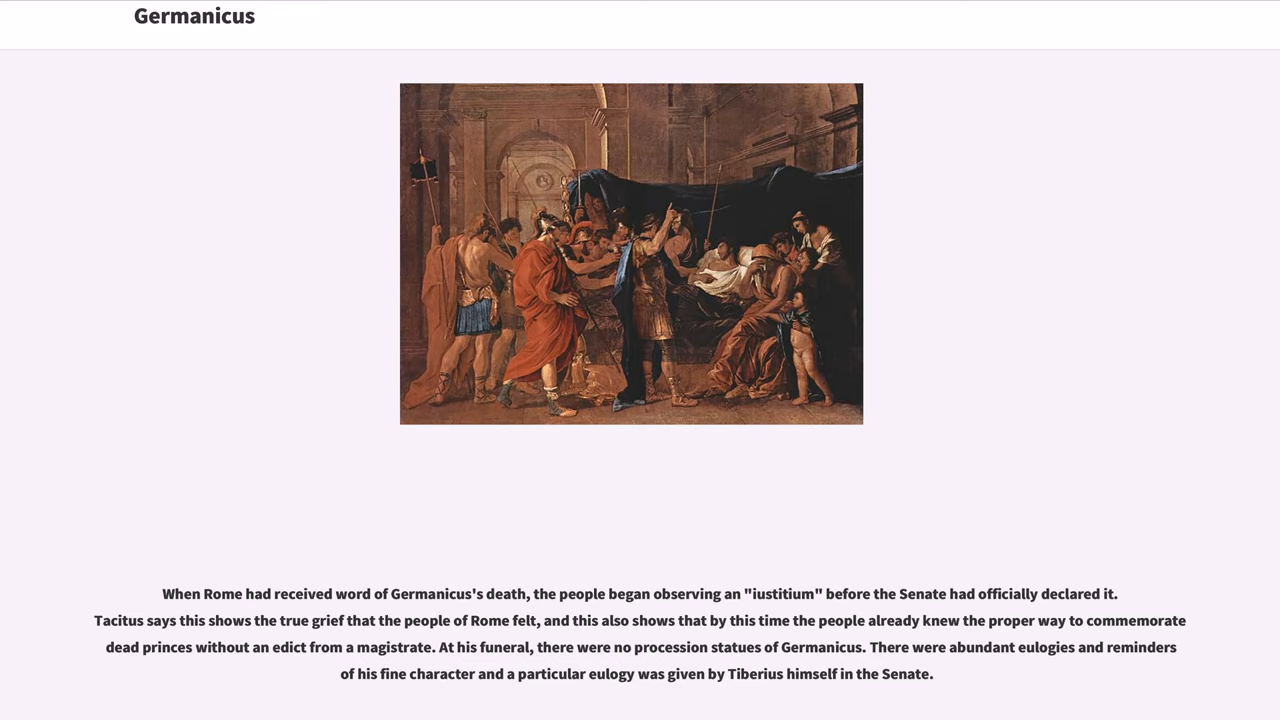 Germanicus
When Rome had received word of Germanicus's death, the people began observing an "iustitium" before the Senate had officially declared it.
Tacitus says this shows the true grief that the people of Rome felt, and this also shows that by this time the people already knew the proper way to commemorate
dead princes without an edict from a magistrate. At his funeral, there were no procession statues of Germanicus. There were abundant eulogies and reminders
of his fine character and a particular eulogy was given by Tiberius himself in the Senate.